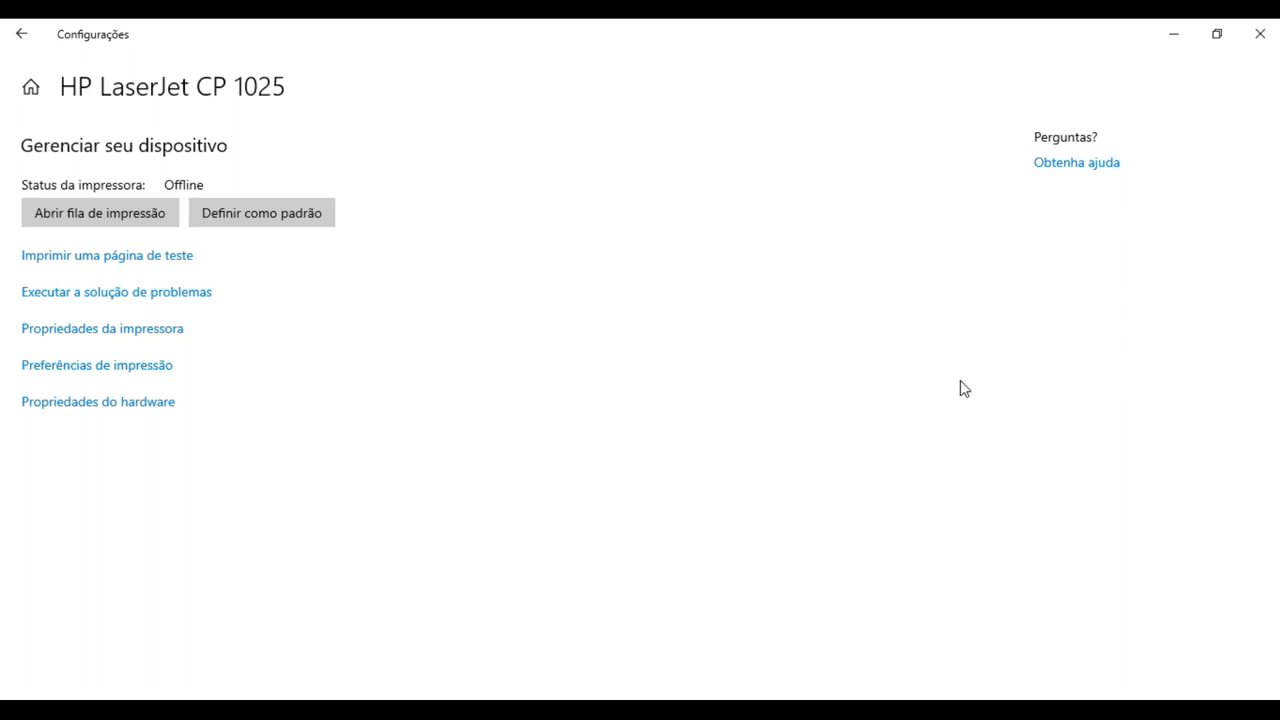 Configurações
HP LaserJet CP 1025
Gerenciar seu dispositivo
Status da impressora: Offline
Abrir fila de impressão Definir como padrão
Imprimir uma página de teste
Executar a solução de problemas
Propriedades da impressora
Preferências de impressão
Propriedades do hardware
Perguntas?
Obtenha ajuda